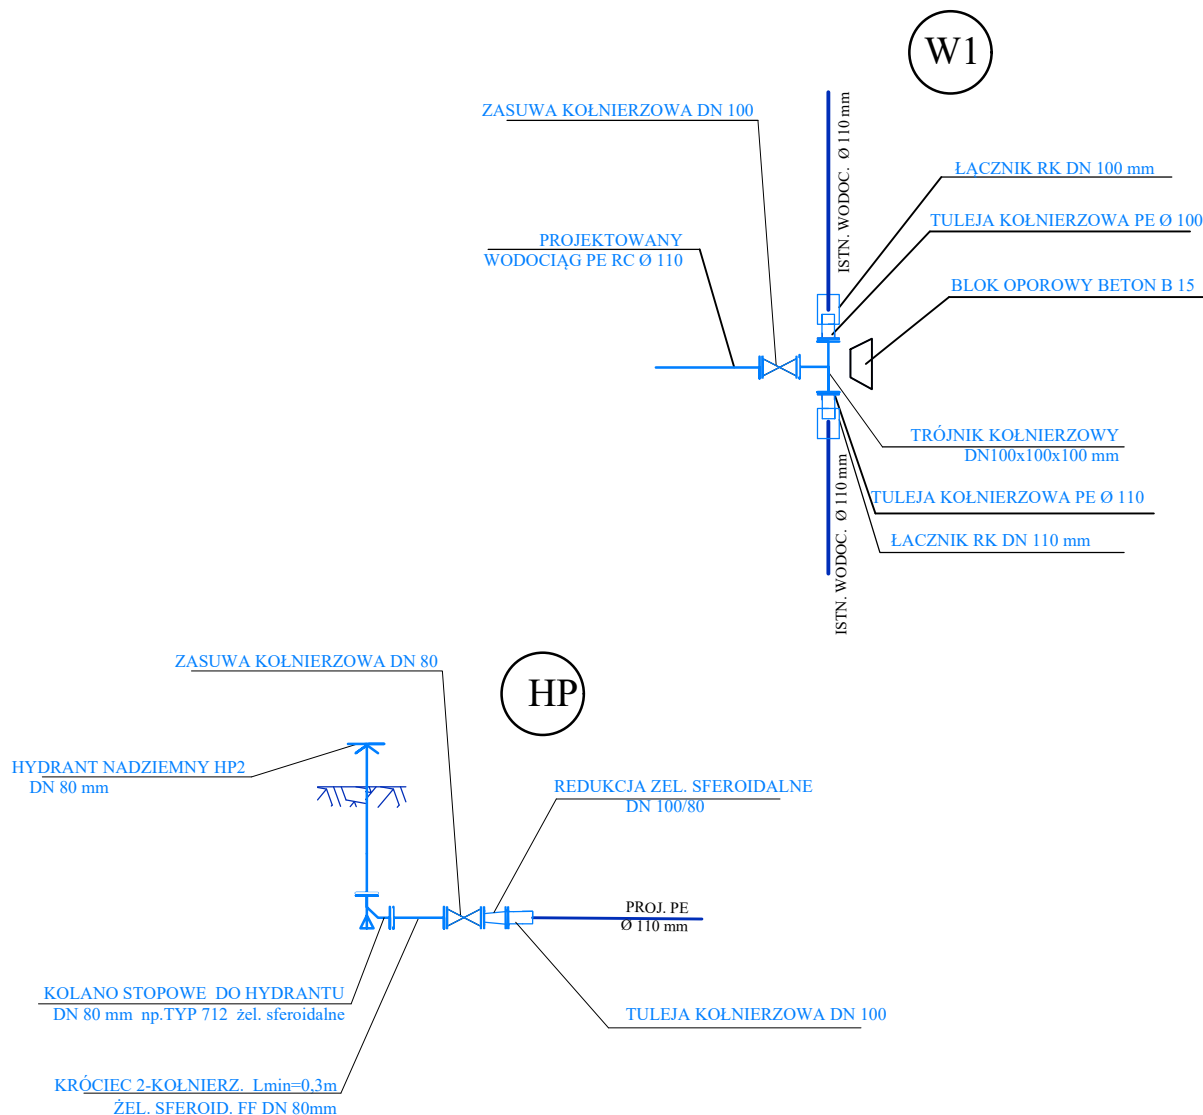 W1
ZASUWA KOŁNIERZOWA DN 100
ISTN. WODOC. Ø 110 mm
ŁĄCZNIK RK DN 100 mm
TULEJA KOŁNIERZOWA PE Ø 100
PROJEKTOWANY
WODOCIĄG PE RC Ø 110
BLOK OPOROWY BETON B 15
TRÓJNIK KOŁNIERZOWY
DN100x100x100 mm
TULEJA KOŁNIERZOWA PE Ø 110
ŁACZNIK RK DN 110 mm
ISTN. WODOC. Ø 110 mm
HP
ZASUWA KOŁNIERZOWA DN 80
HYDRANT NADZIEMNY HP2
DN 80 mm
REDUKCJA ZEL. SFEROIDALNE
DN 100/80
PROJ. PE
Ø 110 mm
KOLANO STOPOWE DO HYDRANTU
DN 80 mm np.TYP 712 żel. sferoidalne
TULEJA KOŁNIERZOWA DN 100
KRÓCIEC 2-KOŁNIERZ. Lmin=0,3m
ŻEL. SFEROID. FF DN 80mm